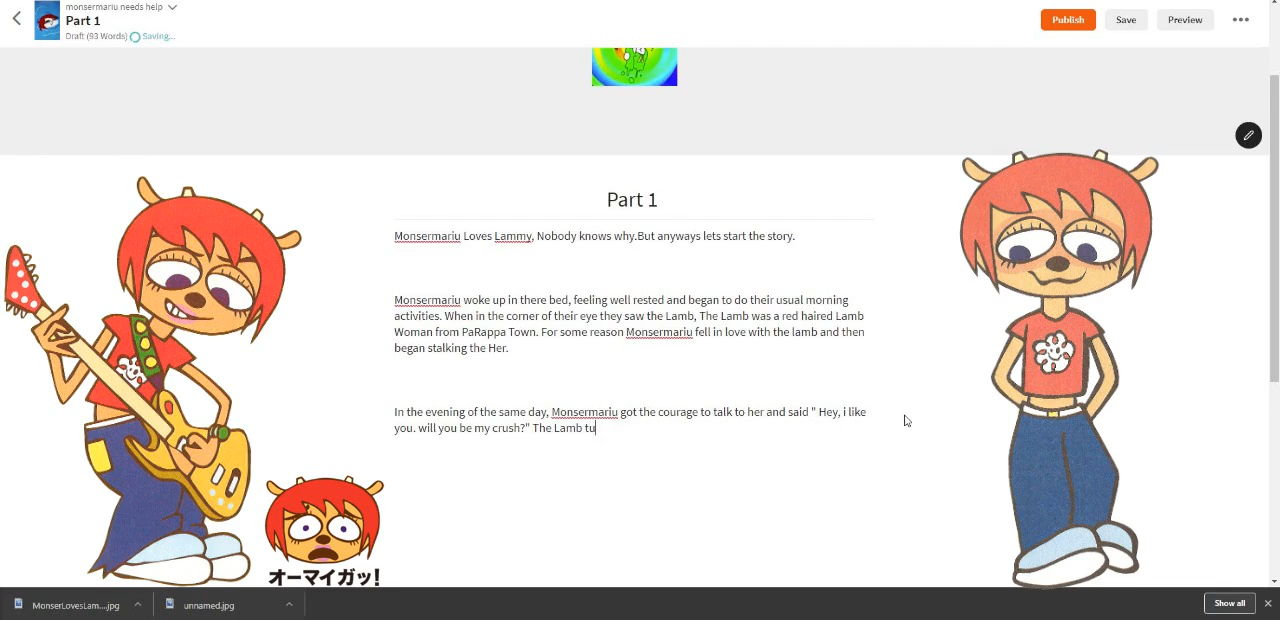 monsermariu needs help
Part 1
Draft (93 Words) Saving...
Publish
Save
Preview
Part 1
Monsermariu Loves Lammy, Nobody knows why.But anyways lets start the story.
Monsermariu woke up in there bed, feeling well rested and began to do their usual morning
activities. When in the corner of their eye they saw the Lamb, The Lamb was a red haired Lamb
Woman from PaRappa Town. For some reason Monsermariu fell in love with the lamb and then
began stalking the Her.
In the evening of the same day, Monsermariu got the courage to talk to her and said " Hey, i like
you. will you be my crush?" The Lamb tu
オーマイガッ!
MonserLovesLam....jpg
unnamed.jpg
Show all